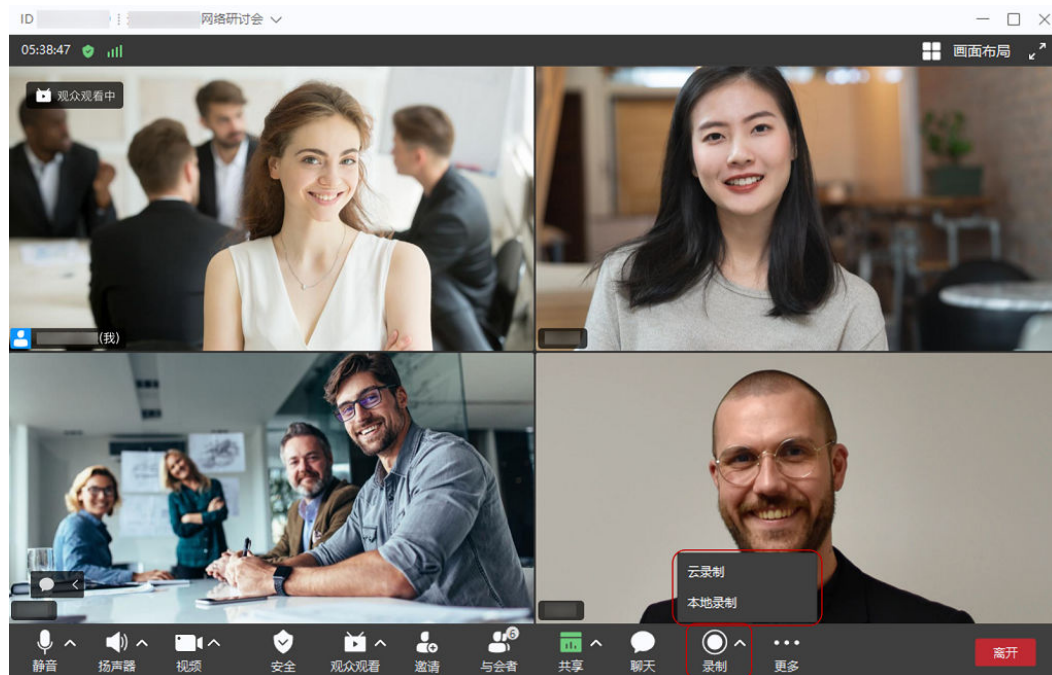 ID
网络研讨会
05:38:47
画面布局
观众观看中
(我)
云录制
本地录制
6
静音
扬声器
视频
安全
观众观看
邀请
与会者
共享
聊天
录制
更多
离开